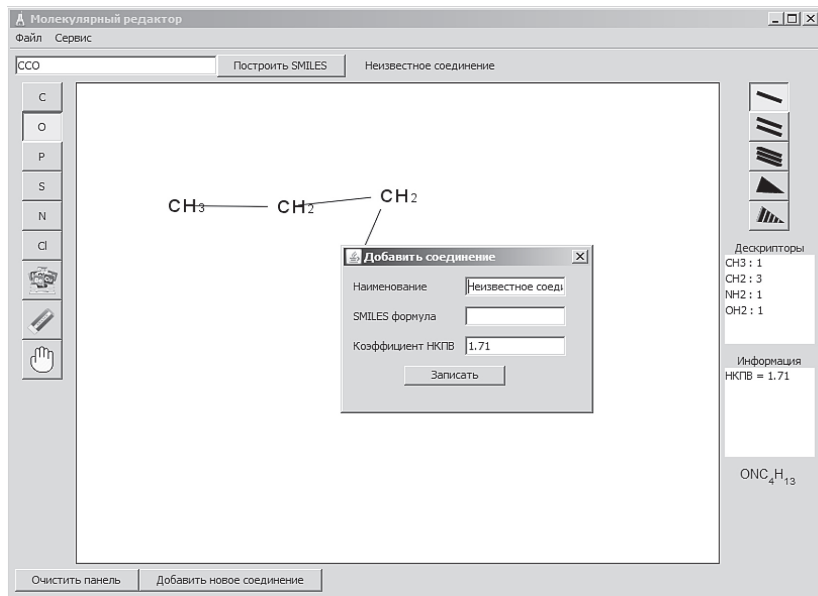 Молекулярный редактор
Файл Сервис
CCO Построить SMILES Неизвестное соединение
C
O
P
S
N
Cl
CH3 CH2 CH2
Добавить соединение
Наименование Неизвестное соеди
SMILES формула
Коэффициент НКПВ 1.71
Записать
Дескрипторы
CH3 : 1
CH2 : 3
NH2 : 1
OH2 : 1
Информация
НКПВ = 1.71
ONC4H13
Очистить панель Добавить новое соединение